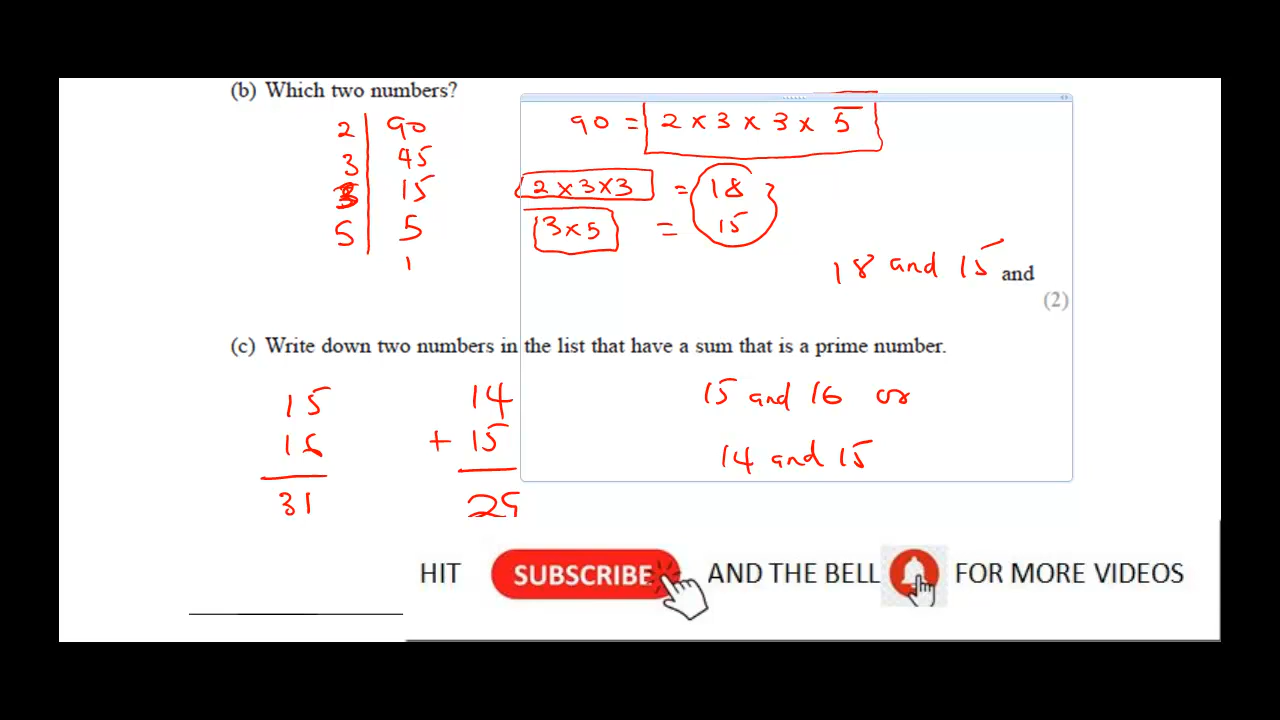 (b) Which two numbers?
2 90
3 45
3 15
5 5
1
90 = 2 x 3 x 3 x 5
2 x 3 x 3 = 18
3 x 5 = 15
18 and 15 and
(2)
(c) Write down two numbers in the list that have a sum that is a prime number.
15
16
31
14
+ 15
29
15 and 16 or
14 and 15
HIT SUBSCRIBE AND THE BELL FOR MORE VIDEOS